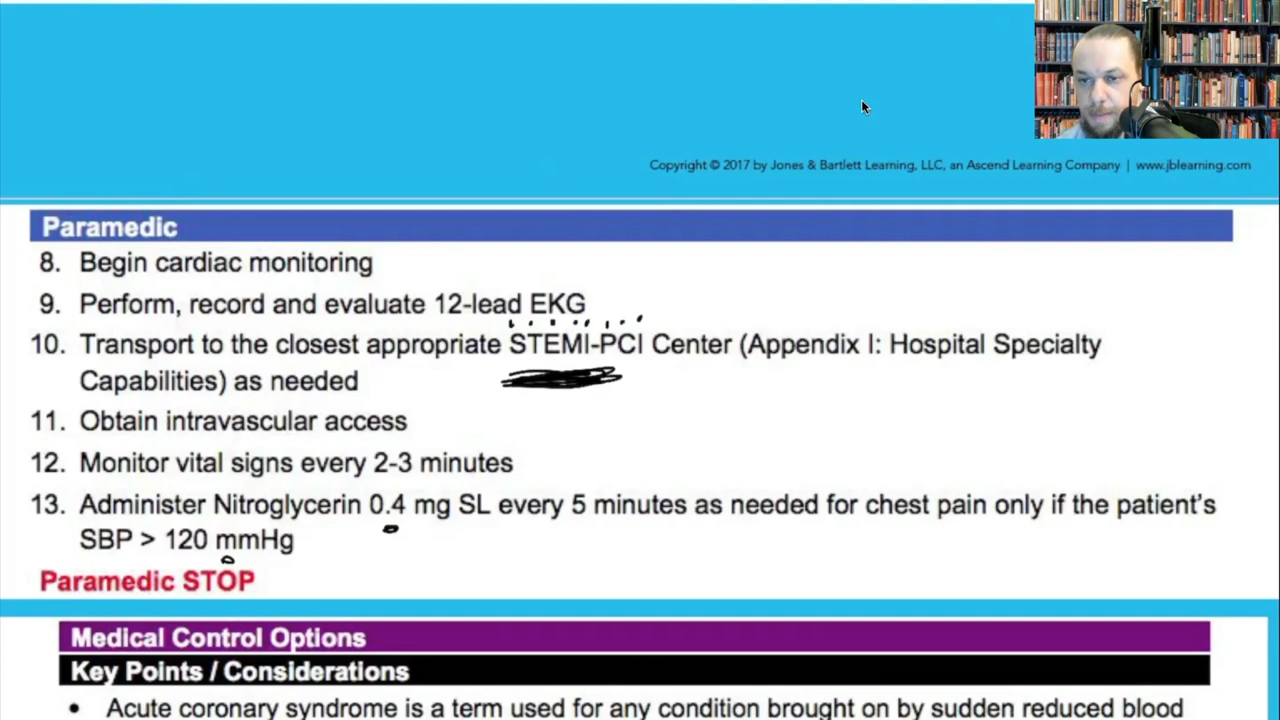 Copyright © 2017 by Jones & Bartlett Learning, LLC, an Ascend Learning Company | www.jblearning.com
Paramedic
8. Begin cardiac monitoring
9. Perform, record and evaluate 12-lead EKG
10. Transport to the closest appropriate STEMI-PCI Center (Appendix I: Hospital Specialty
Capabilities) as needed
11. Obtain intravascular access
12. Monitor vital signs every 2-3 minutes
13. Administer Nitroglycerin 0.4 mg SL every 5 minutes as needed for chest pain only if the patient's
SBP > 120 mmHg
Paramedic STOP
Medical Control Options
Key Points / Considerations
• Acute coronary syndrome is a term used for any condition brought on by sudden reduced blood